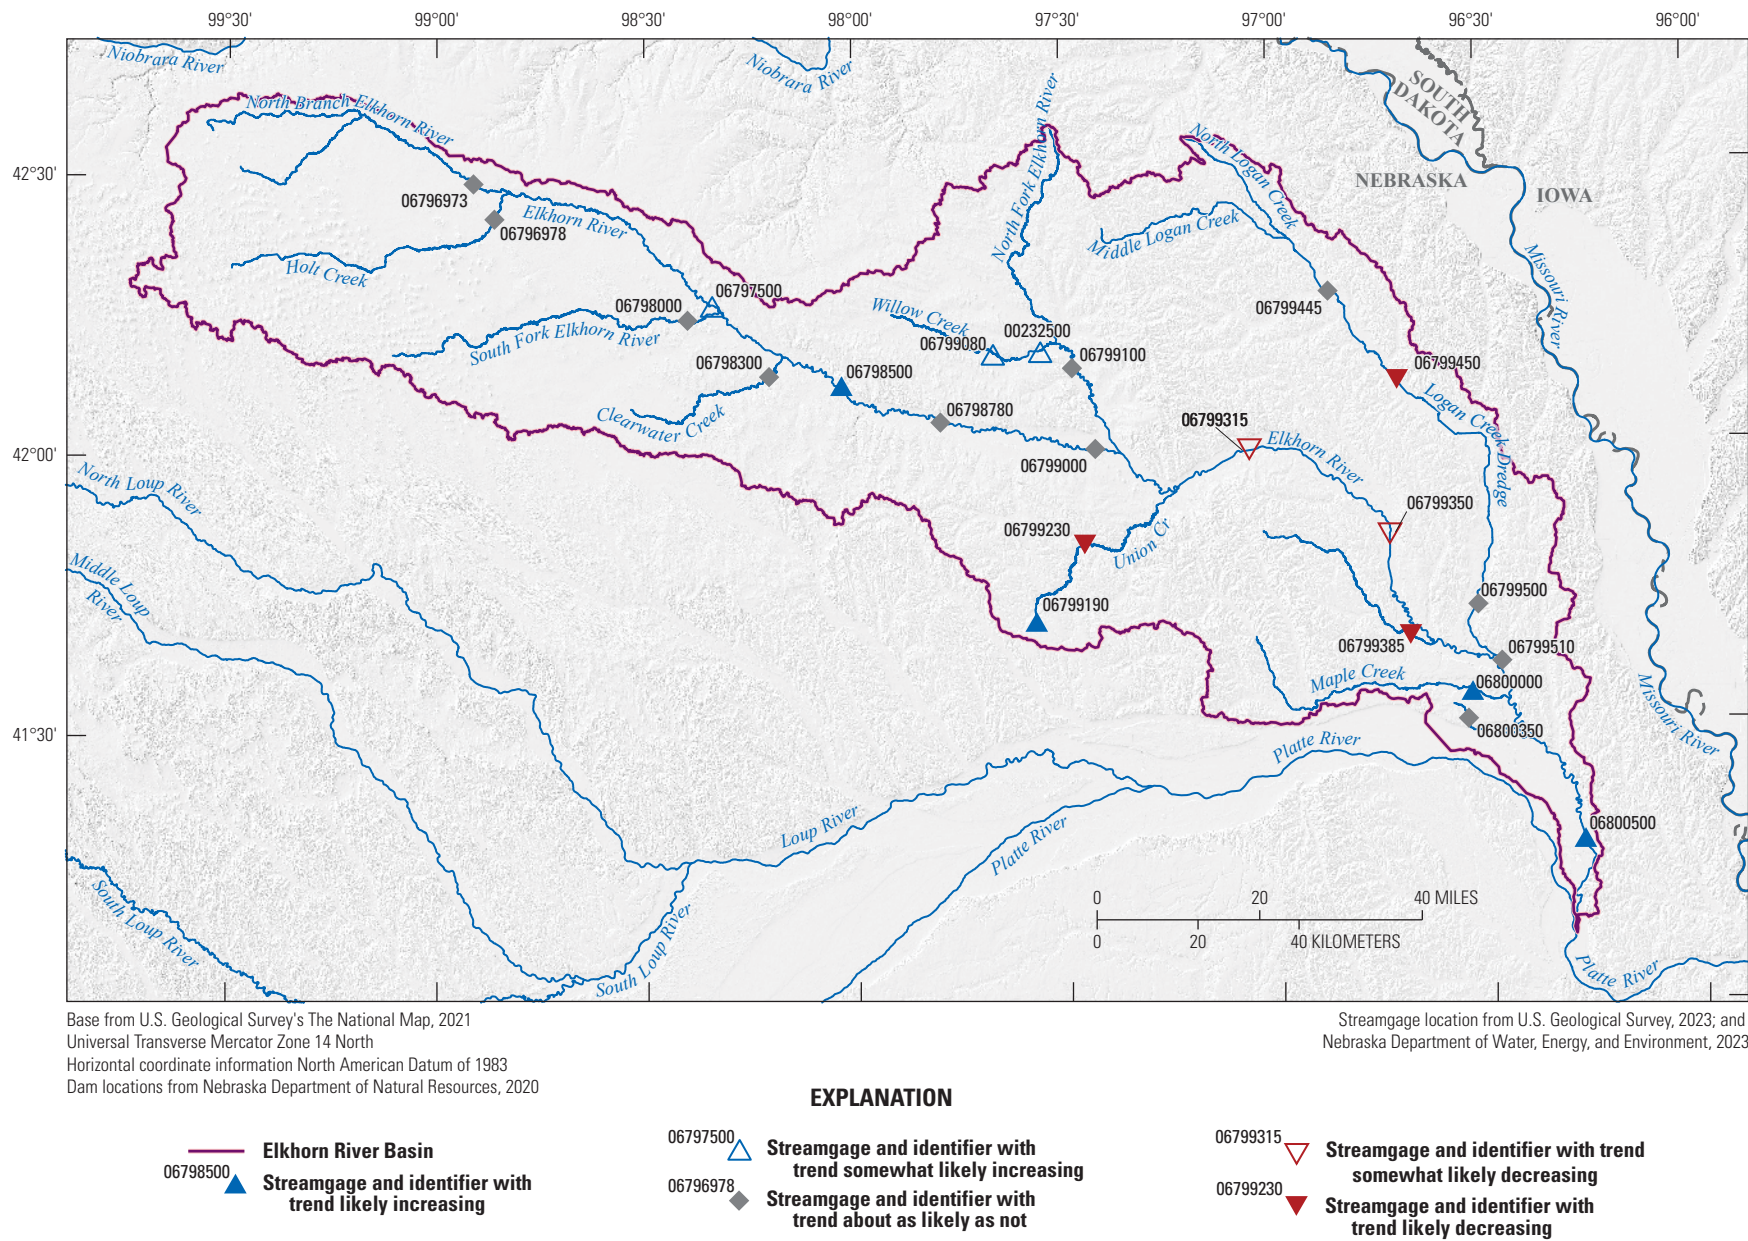 99°30'
99°00'
98°30'
98°00'
97°30'
97°00'
96°30'
96°00'
Niobrara River
Niobrara River
SOUTH
DAKOTA
NEBRASKA
IOWA
42°30'
42°00'
41°30'
North Branch Elkhorn River
06796973
06796978
Elkhorn River
Holt Creek
06797500
06798000
South Fork Elkhorn River
06798300
Clearwater Creek
06798500
06798780
06799000
Willow Creek
06799080
00232500
06799100
North Fork Elkhorn River
North Logan Creek
Middle Logan Creek
06799445
06799450
Logan Creek Dredge
Missouri River
06799315
Elkhorn River
06799350
06799230
Union Cr
06799190
06799500
06799385
06799510
Maple Creek
06800000
06800350
06800500
Missouri River
North Loup River
Middle Loup
River
South Loup River
South Loup River
Loup River
Platte River
Platte River
Platte River
0 20 40 MILES
0 20 40 KILOMETERS
Base from U.S. Geological Survey's The National Map, 2021
Universal Transverse Mercator Zone 14 North
Horizontal coordinate information North American Datum of 1983
Dam locations from Nebraska Department of Natural Resources, 2020
Streamgage location from U.S. Geological Survey, 2023; and
Nebraska Department of Water, Energy, and Environment, 2023
EXPLANATION
Elkhorn River Basin
06798500
Streamgage and identifier with
trend likely increasing
06797500
Streamgage and identifier with
trend somewhat likely increasing
06796978
Streamgage and identifier with
trend about as likely as not
06799315
Streamgage and identifier with trend
somewhat likely decreasing
06799230
Streamgage and identifier with
trend likely decreasing